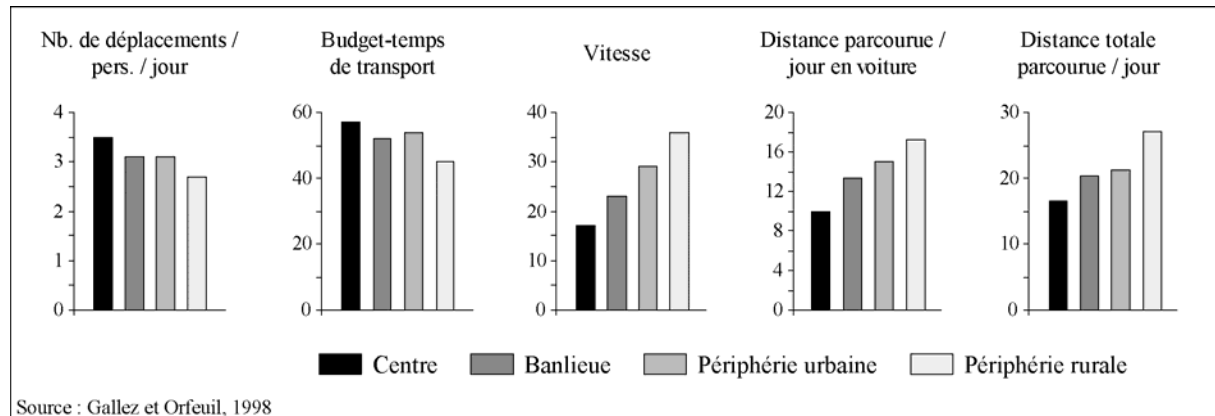 Nb. de déplacements /
pers. / jour
Budget-temps
de transport
Vitesse
Distance parcourue /
jour en voiture
Distance totale
parcourue / jour
4
3
2
1
0
60
40
20
0
40
30
20
10
0
20
16
12
8
4
0
30
20
10
0
Centre
Banlieue
Périphérie urbaine
Périphérie rurale
Source : Gallez et Orfeuil, 1998